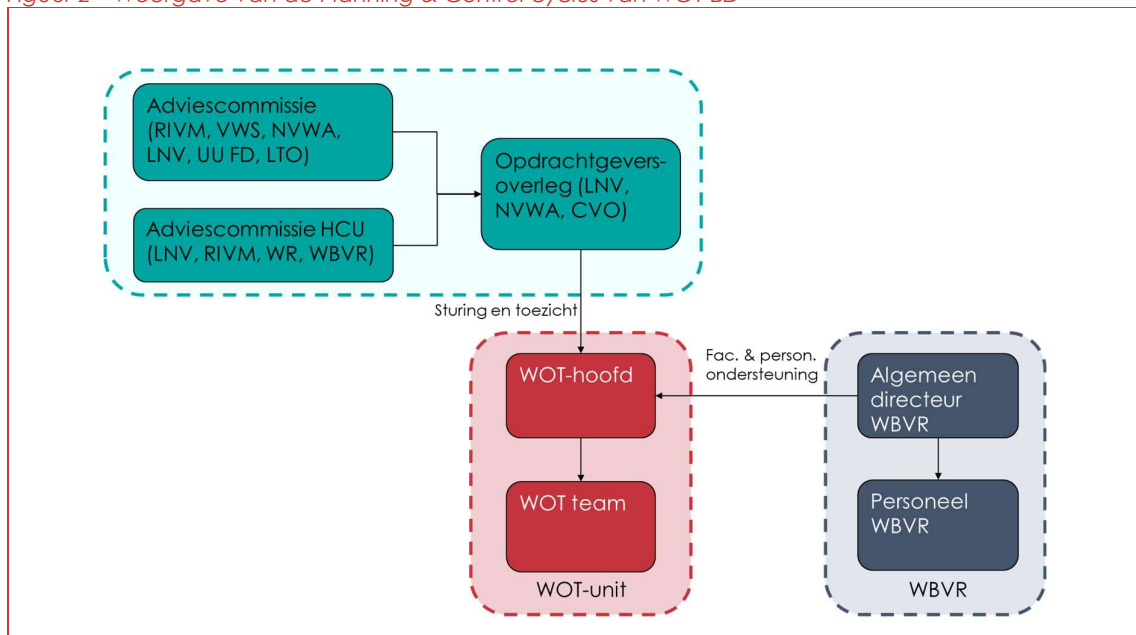 Adviescommissie
(RIVM, VWS, NVWA,
LNV, UU FD, LTO)
Opdrachtgevers-
overleg (LNV,
NVWA, CVO)
Adviescommissie HCU
(LNV, RIVM, WR, WBVR)
Sturing en toezicht
Fac. & person.
ondersteuning
WOT-hoofd
Algemeen
directeur
WBVR
WOT team
Personeel
WBVR
WOT-unit
WBVR